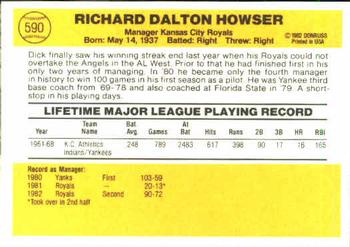 590
RICHARD DALTON HOWSER
© 1982 DONRUSS
Printed in USA
Manager Kansas City Royals
Born: May 14, 1937 Batted: Right Threw: Right
Dick finally saw his winning streak end last year when his Royals could not
overtake the Angels in the AL West. Prior to that he had finished first in his
only two years of managing. In '80 he became only the fourth manager
in history to win 100 games in his first season. He was Yankee third
base coach from 69-78 and also coached at Florida State in '79. A short-
stop in his playing days.
LIFETIME MAJOR LEAGUE PLAYING RECORD
Year Team Name Bat Avg. Games At Bat Hits Runs 2B 3B HR RBI
1961-68 K.C. Athletics Indians/Yankees 248 789 2483 617 398 90 17 16 165
Record as Manager:
1980 Yanks First 103-59
1981 Royals 20-13*
1982 Royals Second 90-72
*Took over in 2nd half